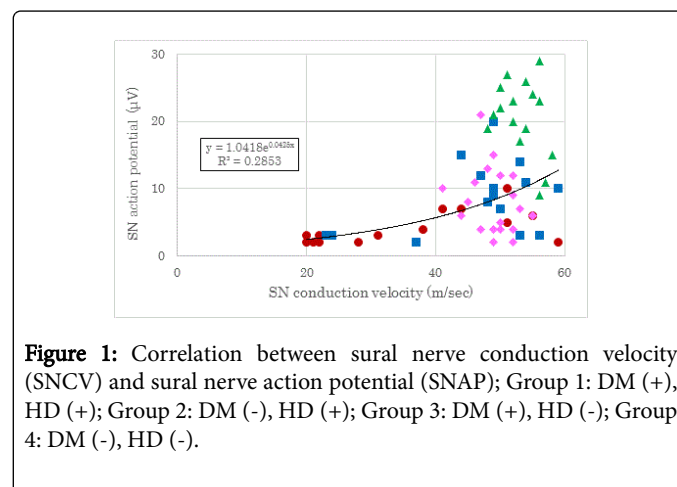 30
20
10
0
SN action potential (µV)
y = 1.0418e^0.0428x
R² = 0.2853
0 20 40 60
SN conduction velocity (m/sec)
Figure 1: Correlation between sural nerve conduction velocity
(SNCV) and sural nerve action potential (SNAP); Group 1: DM (+),
HD (+); Group 2: DM (-), HD (+); Group 3: DM (+), HD (-); Group
4: DM (-), HD (-).